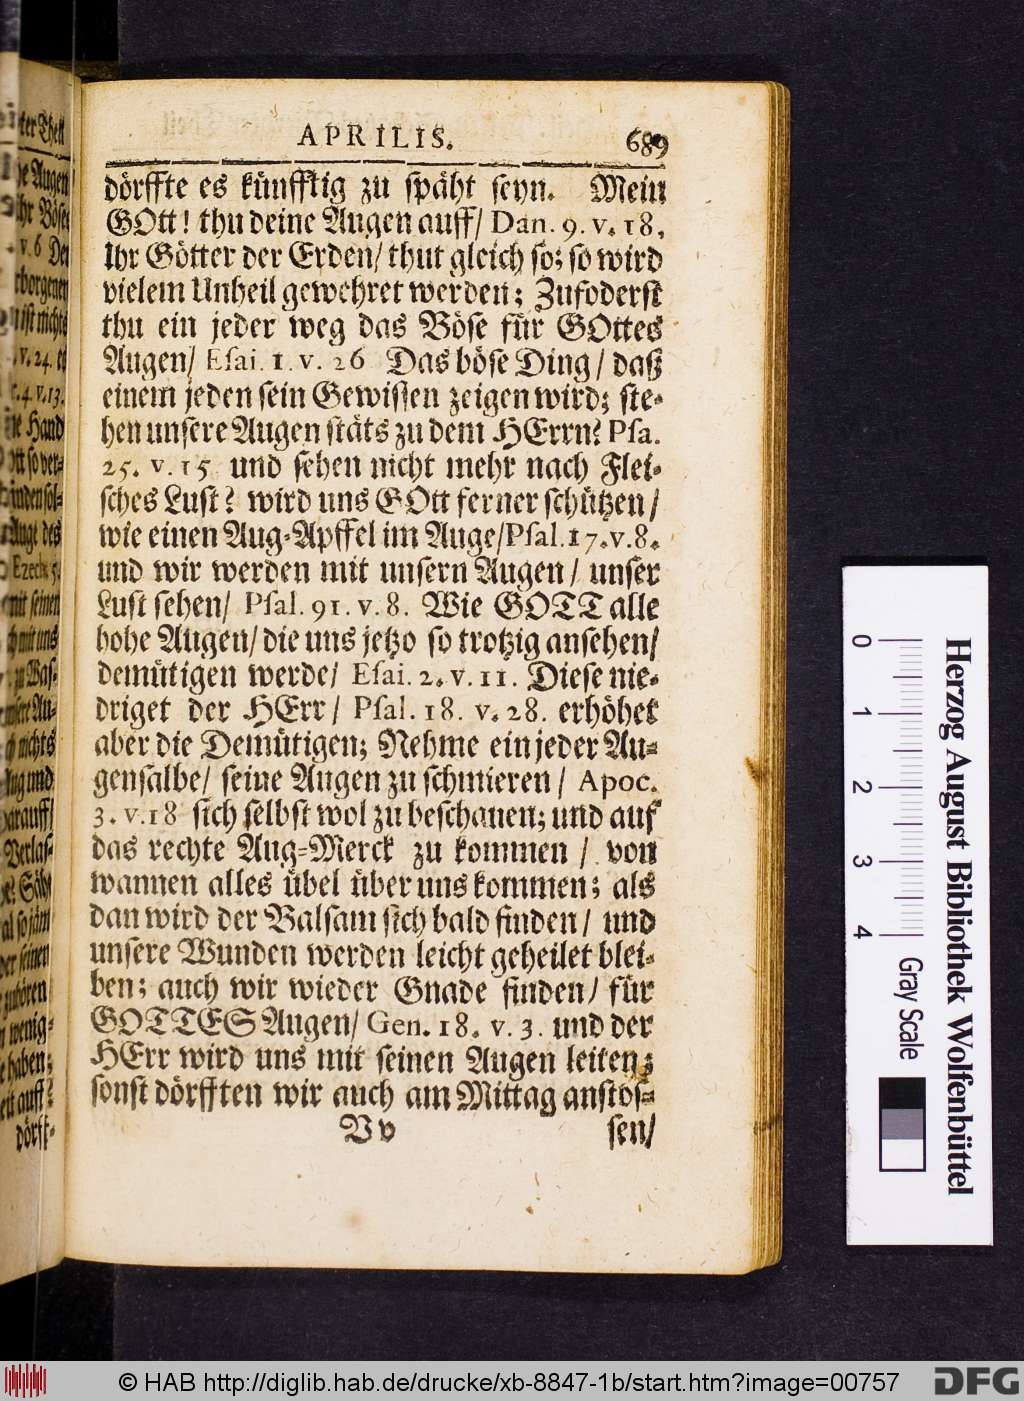 APRILIS. 689
dörffte es künfftig zu späht seyn. Mein
GOtt! thu deine Augen auff/ Dan. 9. v. 18,
Ihr Götter der Erden/ thut gleich so; so wird
vielem Unheil gewehret werden; Zufoderst
thu ein jeder weg das Böse für GOttes
Augen/ Esai. 1. v. 26 Das böse Ding/ daß
einem jeden sein Gewissen zeigen wird; ste-
hen unsere Augen stäts zu dem HErrn? Psa.
25. v. 15 und sehen nicht mehr nach Flei-
sches Lust? wird uns GOtt ferner schützen/
wie einen Aug-Apffel im Auge/Psal. 17. v. 8.
und wir werden mit unsern Augen/ unser
Lust sehen/ Psal. 91. v. 8. Wie GOTT alle
hohe Augen/ die uns jetzo so trotzig ansehen/
demütigen werde/ Esai. 2. v. 11. Diese nie-
driget der HErr/ Psal. 18. v. 28. erhöhet
aber die Demütigen; Nehme ein jeder Au-
gensalbe/ seine Augen zu schmieren/ Apoc.
3. v. 18 sich selbst wol zu beschauen; und auf
das rechte Aug-Merck zu kommen/ von
wannen alles übel über uns kommen; als
dan wird der Balsam sich bald finden/ und
unsere Wunden werden leicht geheilet blei-
ben; auch wir wieder Gnade finden/ für
GOTTES Augen/ Gen. 18. v. 3. und der
HErr wird uns mit seinen Augen leiten;
sonst dörfften wir auch am Mittag anstos-
Vv sen/
Herzog August Bibliothek Wolfenbüttel
0 1 2 3 4 Gray Scale
© HAB http://diglib.hab.de/drucke/xb-8847-1b/start.htm?image=00757
DFG